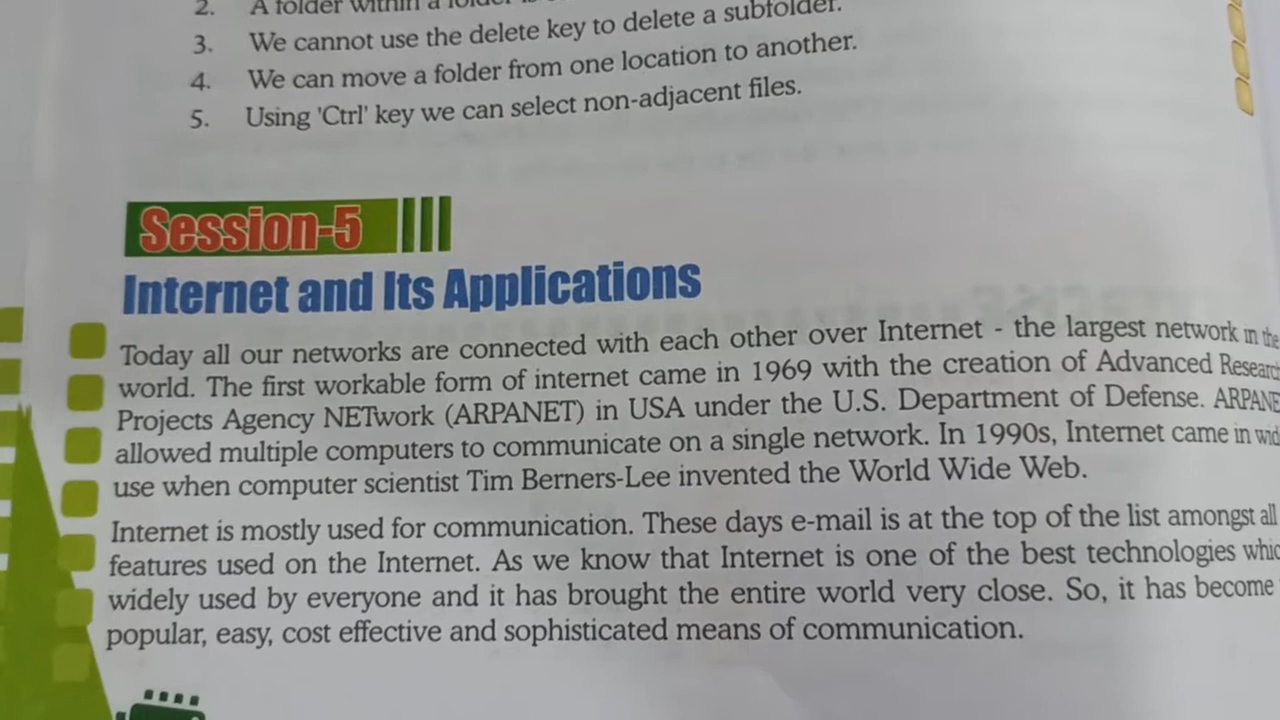 2. A folder within a folder is
3. We cannot use the delete key to delete a subfolder.
4. We can move a folder from one location to another.
5. Using 'Ctrl' key we can select non-adjacent files.
Session-5
Internet and Its Applications
Today all our networks are connected with each other over Internet - the largest network in the
world. The first workable form of internet came in 1969 with the creation of Advanced Research
Projects Agency NETwork (ARPANET) in USA under the U.S. Department of Defense. ARPANE
allowed multiple computers to communicate on a single network. In 1990s, Internet came in wid
use when computer scientist Tim Berners-Lee invented the World Wide Web.
Internet is mostly used for communication. These days e-mail is at the top of the list amongst all
features used on the Internet. As we know that Internet is one of the best technologies whic
widely used by everyone and it has brought the entire world very close. So, it has become
popular, easy, cost effective and sophisticated means of communication.